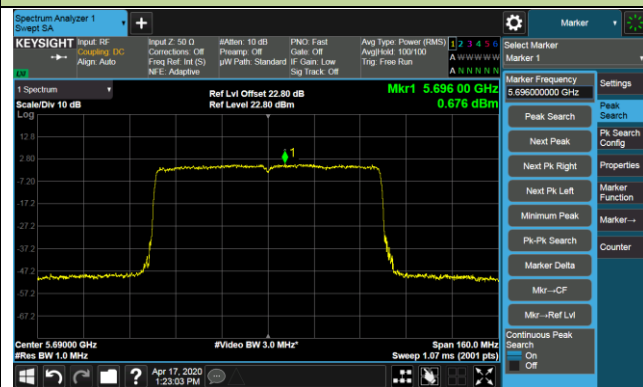 Spectrum Analyzer 1
Swept SA
Marker
KEYSIGHT Input: RF
Coupling: DC
Align: Auto
Input Z: 50 Ω
Corrections: Off
Freq Ref: Int (S)
NFE: Adaptive
#Atten: 10 dB
Preamp: Off
µW Path: Standard
PNO: Fast
Gate: Off
IF Gain: Low
Sig Track: Off
Avg Type: Power (RMS)
Avg|Hold: 100/100
Trig: Free Run
1 2 3 4 5 6
A W W W W W
A N N N N N
Select Marker
Marker 1
LXI
1 Spectrum
Scale/Div 10 dB
Log
Ref Lvl Offset 22.80 dB
Ref Level 22.80 dBm
Mkr1 5.696 00 GHz
0.676 dBm
12.8
2.80
-7.20
-17.2
-27.2
-37.2
-47.2
-57.2
-67.2
1
Center 5.69000 GHz
#Res BW 1.0 MHz
#Video BW 3.0 MHz*
Span 160.0 MHz
Sweep 1.07 ms (2001 pts)
Marker Frequency
5.696000000 GHz
Peak Search
Next Peak
Next Pk Right
Next Pk Left
Minimum Peak
Pk-Pk Search
Marker Delta
Mkr→CF
Mkr→Ref Lvl
Continuous Peak
Search
On
Off
Settings
Peak
Search
Pk Search
Config
Properties
Marker
Function
Marker→
Counter
Apr 17, 2020
1:23:03 PM